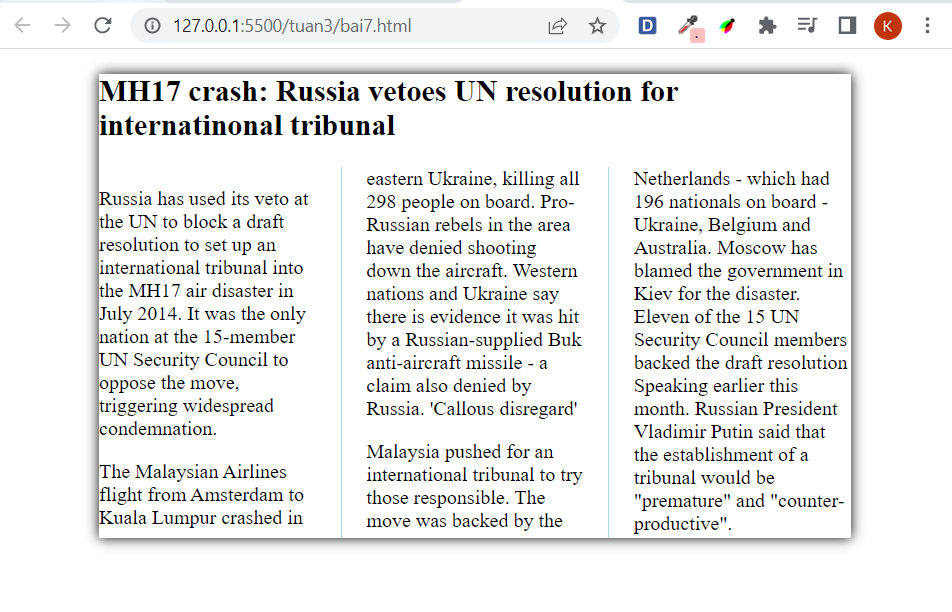 127.0.0.1:5500/tuan3/bai7.html
D
K
MH17 crash: Russia vetoes UN resolution for
internatinonal tribunal
Russia has used its veto at
the UN to block a draft
resolution to set up an
international tribunal into
the MH17 air disaster in
July 2014. It was the only
nation at the 15-member
UN Security Council to
oppose the move,
triggering widespread
condemnation.
The Malaysian Airlines
flight from Amsterdam to
Kuala Lumpur crashed in
eastern Ukraine, killing all
298 people on board. Pro-
Russian rebels in the area
have denied shooting
down the aircraft. Western
nations and Ukraine say
there is evidence it was hit
by a Russian-supplied Buk
anti-aircraft missile - a
claim also denied by
Russia. 'Callous disregard'
Malaysia pushed for an
international tribunal to try
those responsible. The
move was backed by the
Netherlands - which had
196 nationals on board -
Ukraine, Belgium and
Australia. Moscow has
blamed the government in
Kiev for the disaster.
Eleven of the 15 UN
Security Council members
backed the draft resolution
Speaking earlier this
month. Russian President
Vladimir Putin said that
the establishment of a
tribunal would be
"premature" and "counter-
productive".